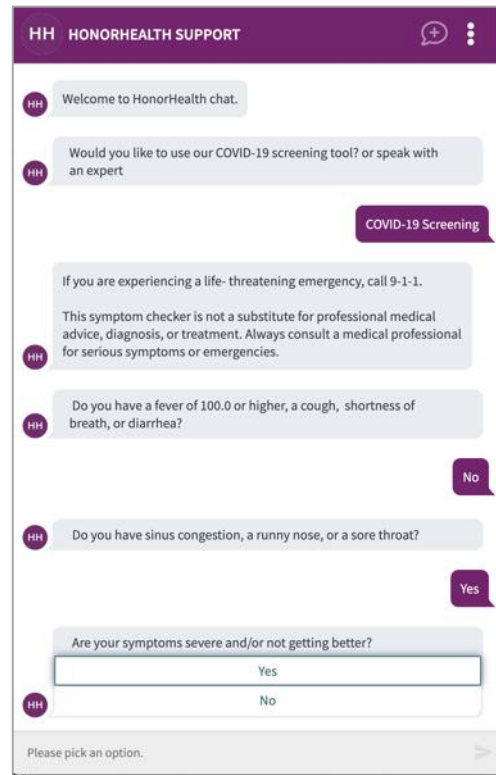 HH HONORHEALTH SUPPORT
HH Welcome to HonorHealth chat.
Would you like to use our COVID-19 screening tool? or speak with
HH an expert
COVID-19 Screening
If you are experiencing a life- threatening emergency, call 9-1-1.
This symptom checker is not a substitute for professional medical
advice, diagnosis, or treatment. Always consult a medical professional
HH for serious symptoms or emergencies.
Do you have a fever of 100.0 or higher, a cough, shortness of
HH breath, or diarrhea?
No
HH Do you have sinus congestion, a runny nose, or a sore throat?
Yes
Are your symptoms severe and/or not getting better?
Yes
HH No
Please pick an option.